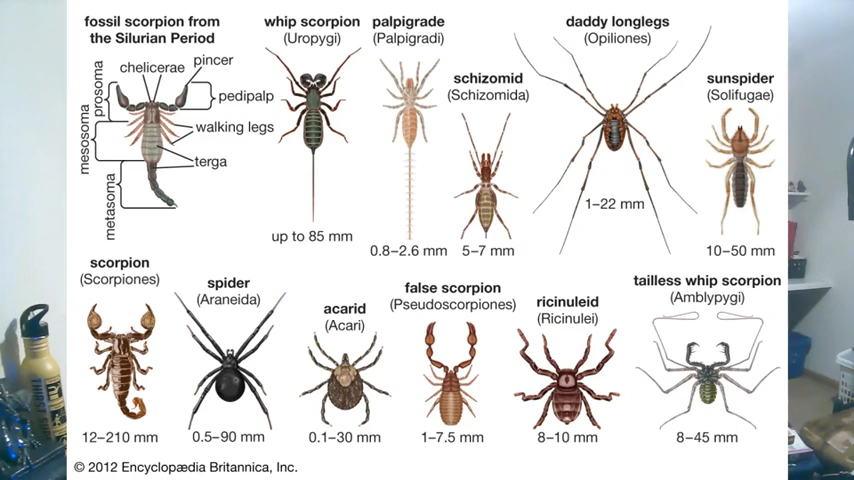 fossil scorpion from
the Silurian Period
chelicerae
pincer
pedipalp
walking legs
terga
prosoma
mesosoma
metasoma
whip scorpion
(Uropygi)
up to 85 mm
palpigrade
(Palpigradi)
0.8–2.6 mm
schizomid
(Schizomida)
5–7 mm
daddy longlegs
(Opiliones)
1–22 mm
sunspider
(Solifugae)
10–50 mm
scorpion
(Scorpiones)
12–210 mm
spider
(Araneida)
0.5–90 mm
acarid
(Acari)
0.1–30 mm
false scorpion
(Pseudoscorpiones)
1–7.5 mm
ricinuleid
(Ricinulei)
8–10 mm
tailless whip scorpion
(Amblypygi)
8–45 mm
© 2012 Encyclopædia Britannica, Inc.